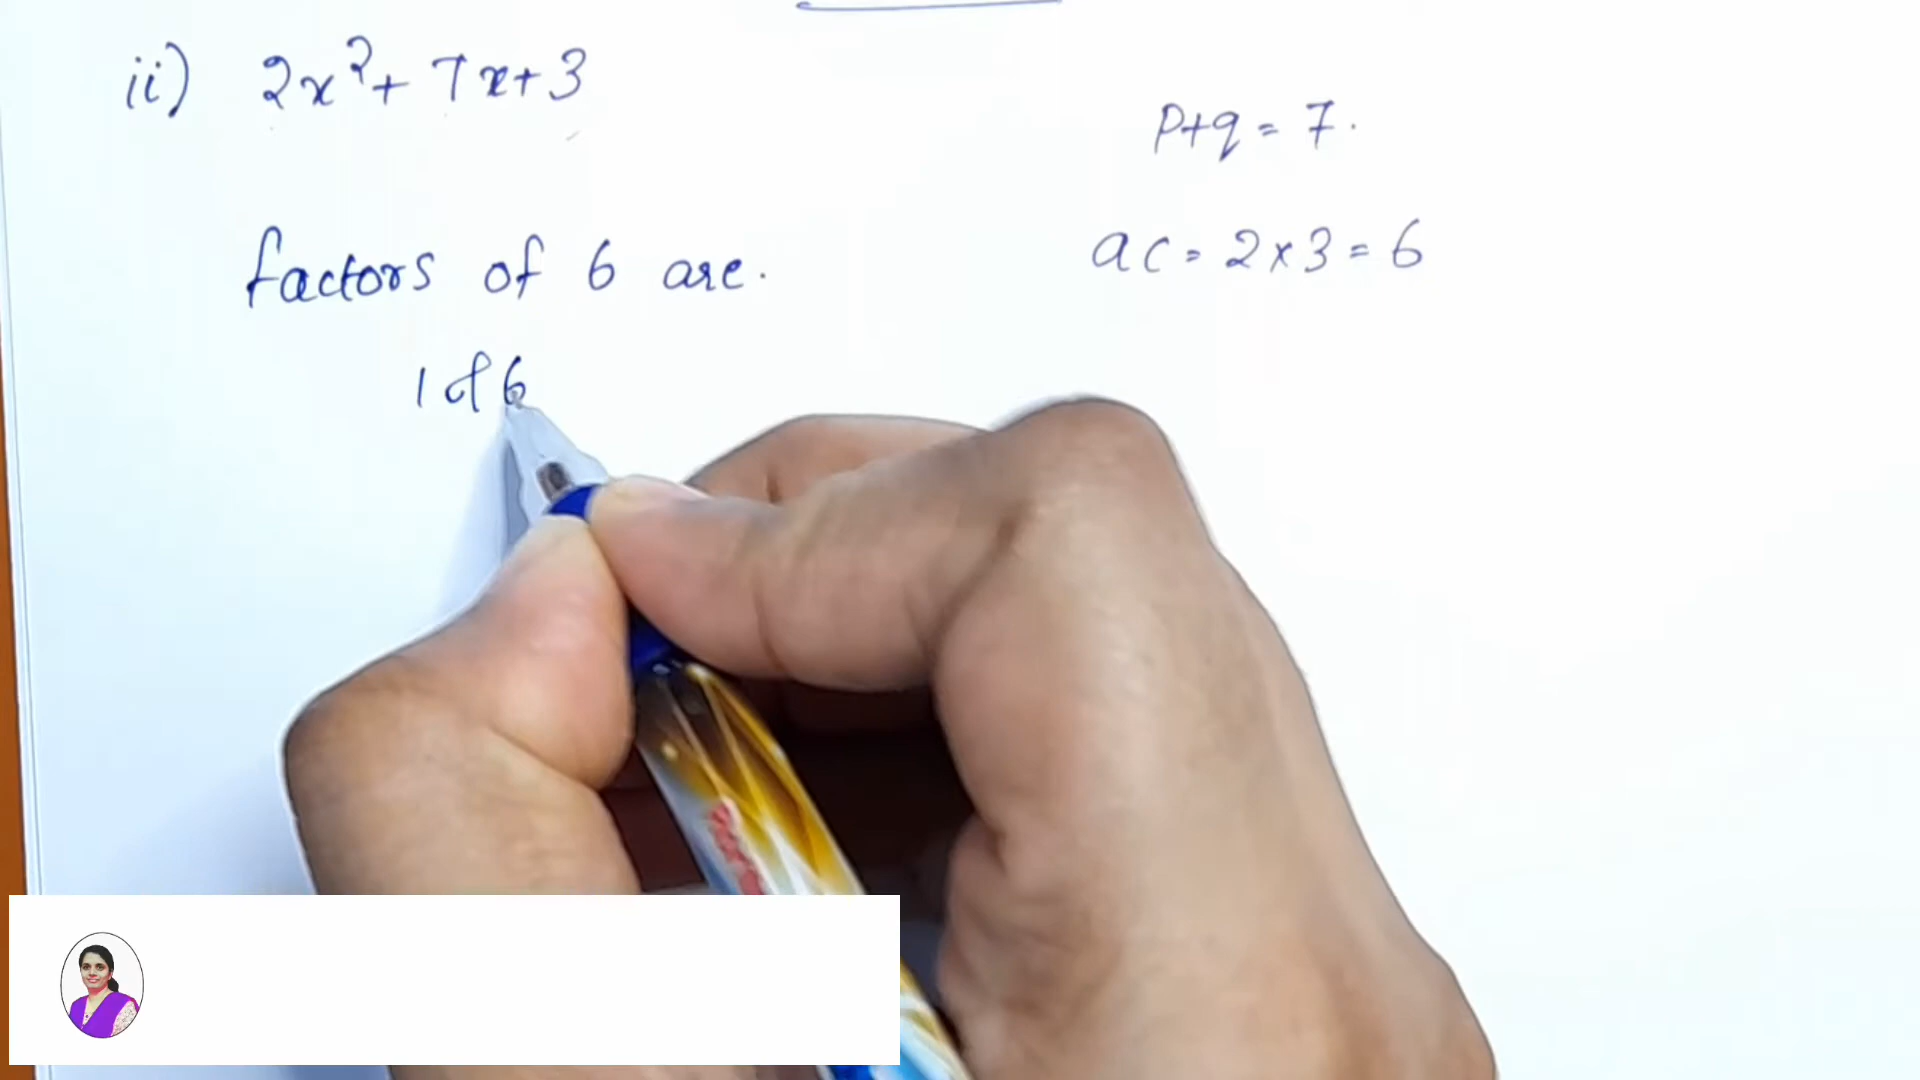 ii) 2x²+ 7x+3
p+q = 7.
factors of 6 are.
ac = 2×3 = 6
1 & 6